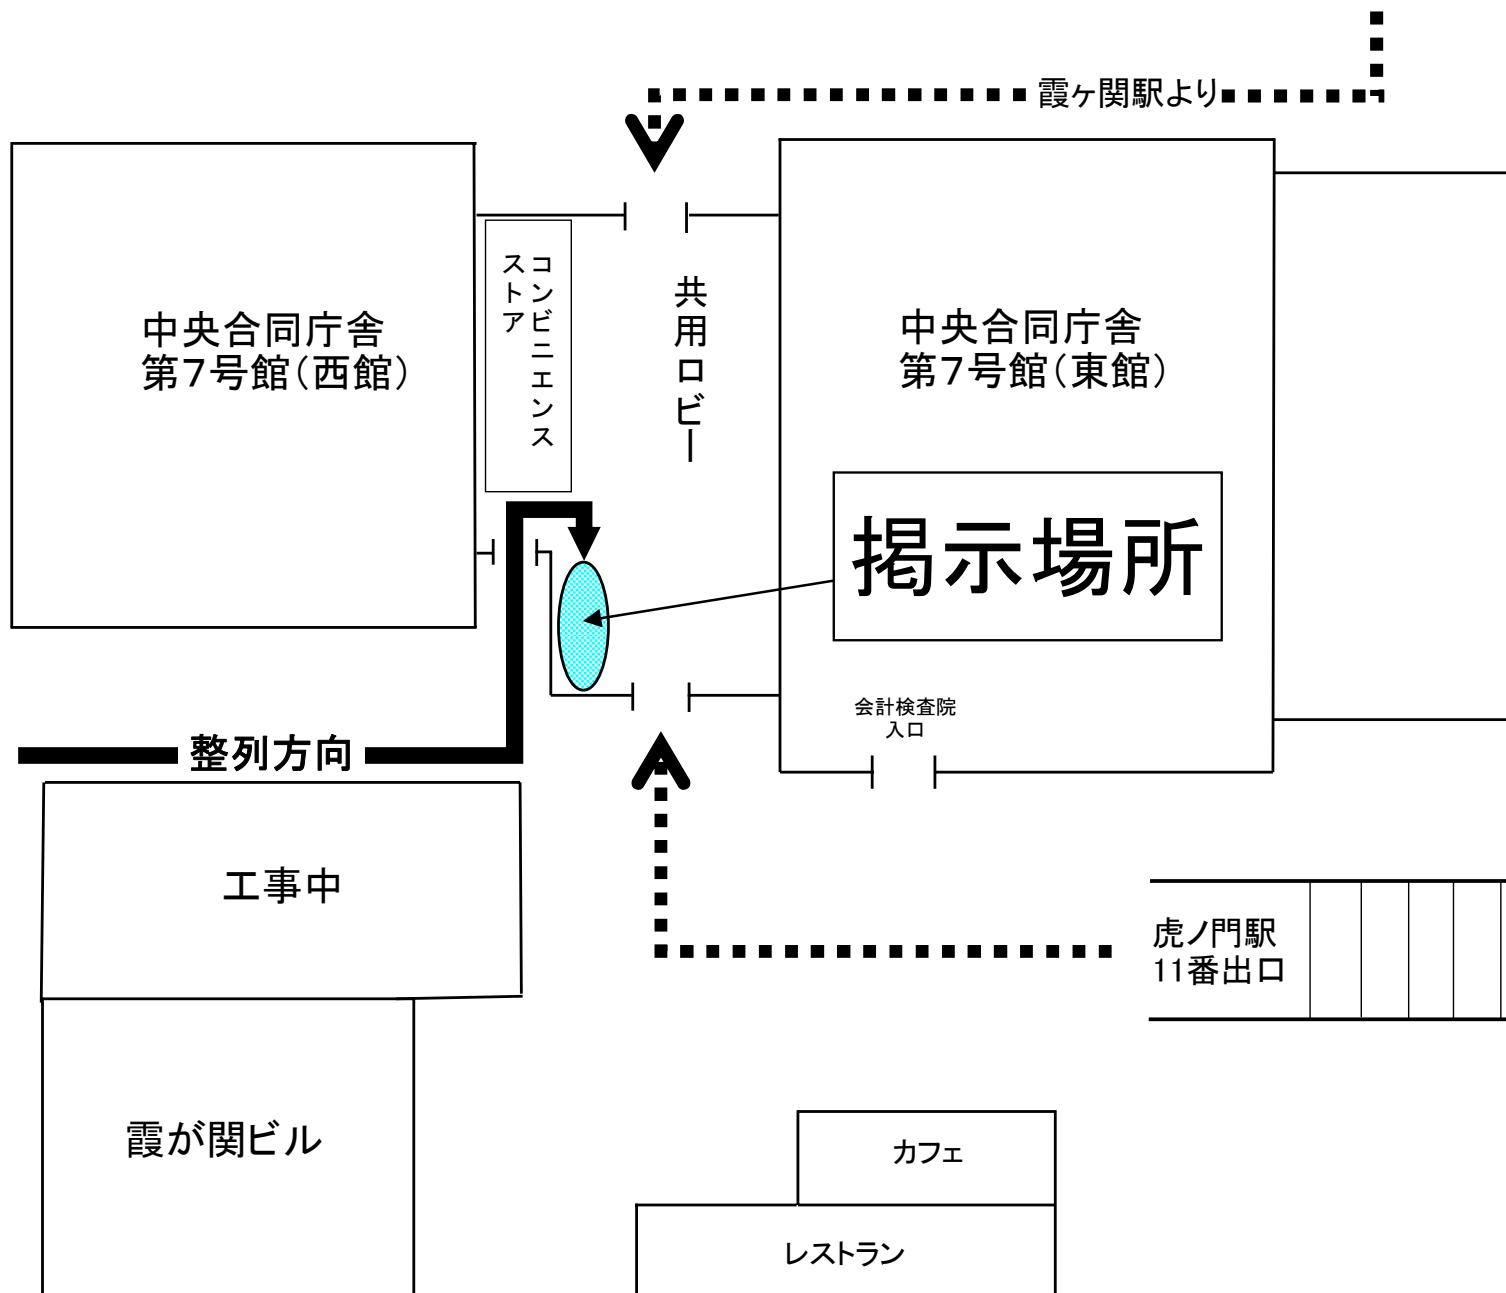 霞ヶ関駅より
中央合同庁舎
第7号館(西館)
コンビニエンス
ストア
共用ロビー
中央合同庁舎
第7号館(東館)
掲示場所
会計検査院
入口
整列方向
工事中
虎ノ門駅
11番出口
霞が関ビル
カフェ
レストラン